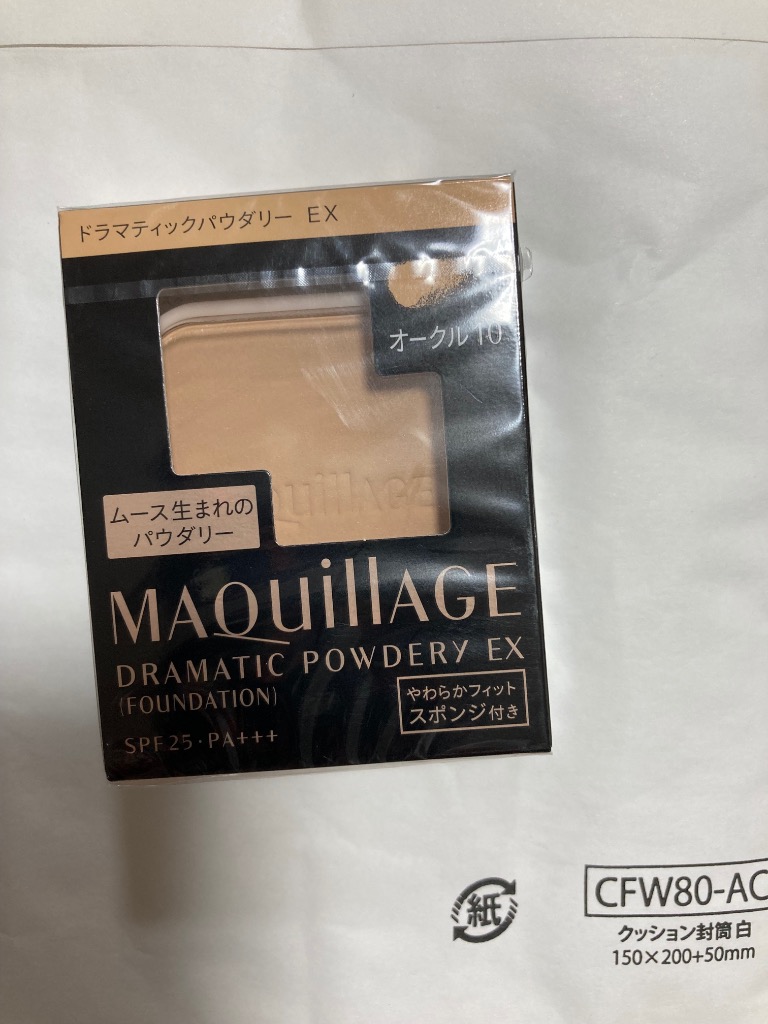 ドラマティックパウダリー EX
オークル 10
ムース生まれの
パウダリー
MAQuillAGE
DRAMATIC POWDERY EX
(FOUNDATION)
やわらかフィット
スポンジ付き
SPF25・PA+++
紙
CFW80-AC
クッション封筒 白
150×200+50mm